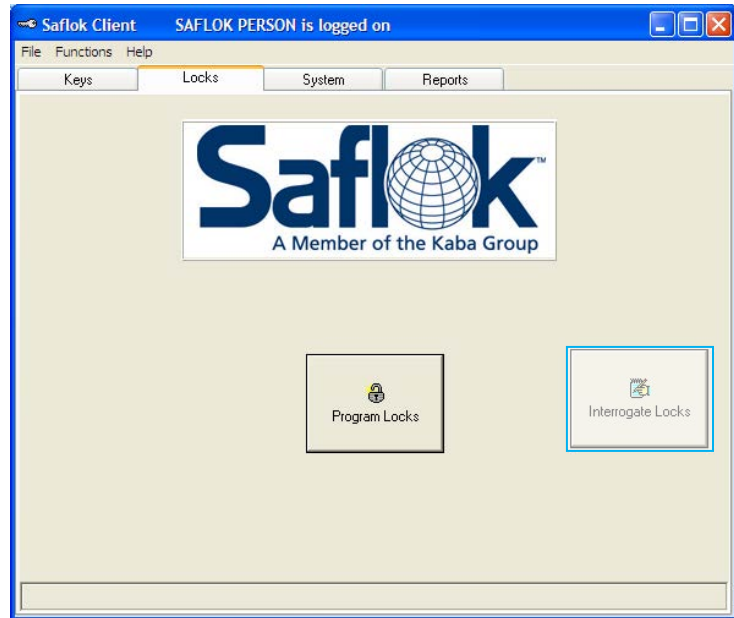 Saflok Client SAFLOK PERSON is logged on
File Functions Help
Keys Locks System Reports
Saflok™
A Member of the Kaba Group
Program Locks
Interrogate Locks